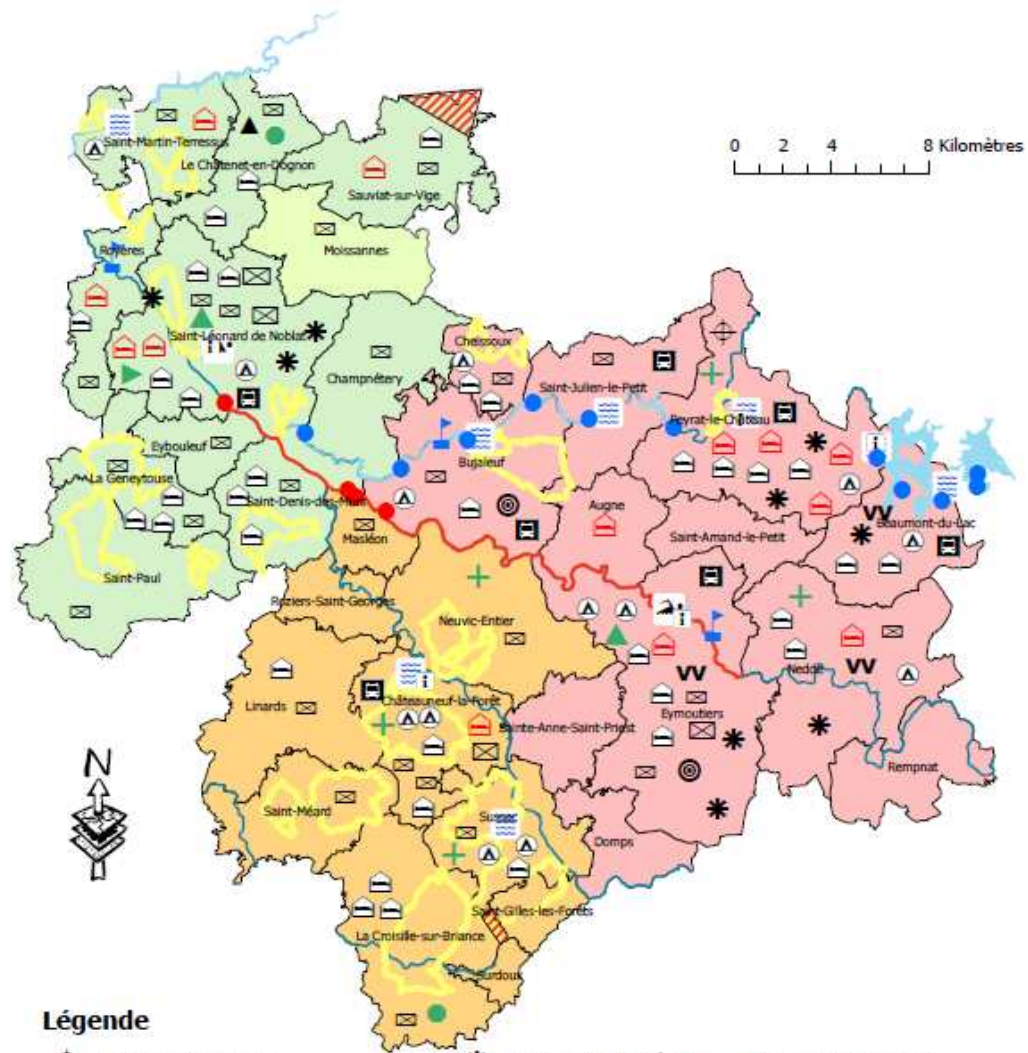 Saint-Martin-Terressus
Le Châtenet-en-Dognon
Sauviat-sur-Vige
0 2 4 8 Kilomètres
Royères
Moissannes
Saint-Léonard de Noblat
Champnétery
Cheissoux
Saint-Julien-le-Petit
Peyrat-le-Château
Eybouleuf
La Geneytouse
Bujaleuf
Saint-Denis-des-Murs
Augne
Saint-Amand-le-Petit
Beaumont-du-Lac
Masléon
Saint-Paul
Roziers-Saint-Georges
Neuvic-Entier
Nedde
Linards
Châteauneuf-la-Forêt
Sainte-Anne-Saint-Priest
Eymoutiers
Rempnat
N
Saint-Méard
Domps
Saint-Gilles-les-Forêts
La Croisille-sur-Briance
Surdoux
Légende